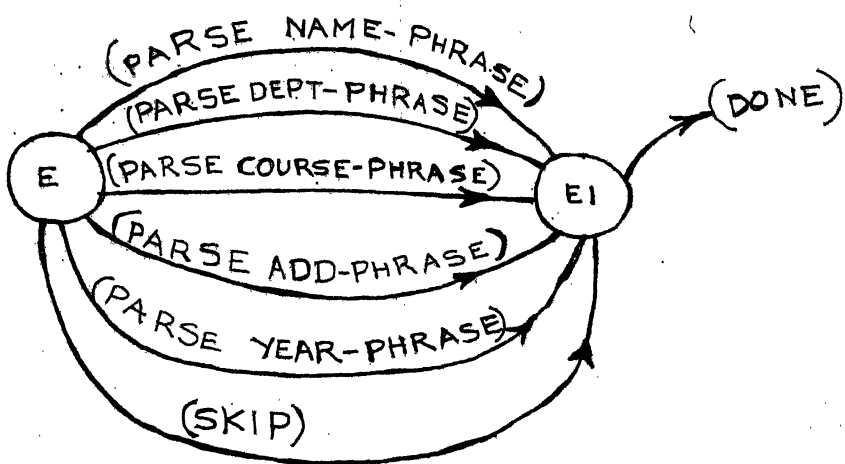 (PARSE NAME-PHRASE)
(PARSE DEPT-PHRASE)
(DONE)
E
(PARSE COURSE-PHRASE)
E1
(PARSE ADD-PHRASE)
(PARSE YEAR-PHRASE)
(SKIP)